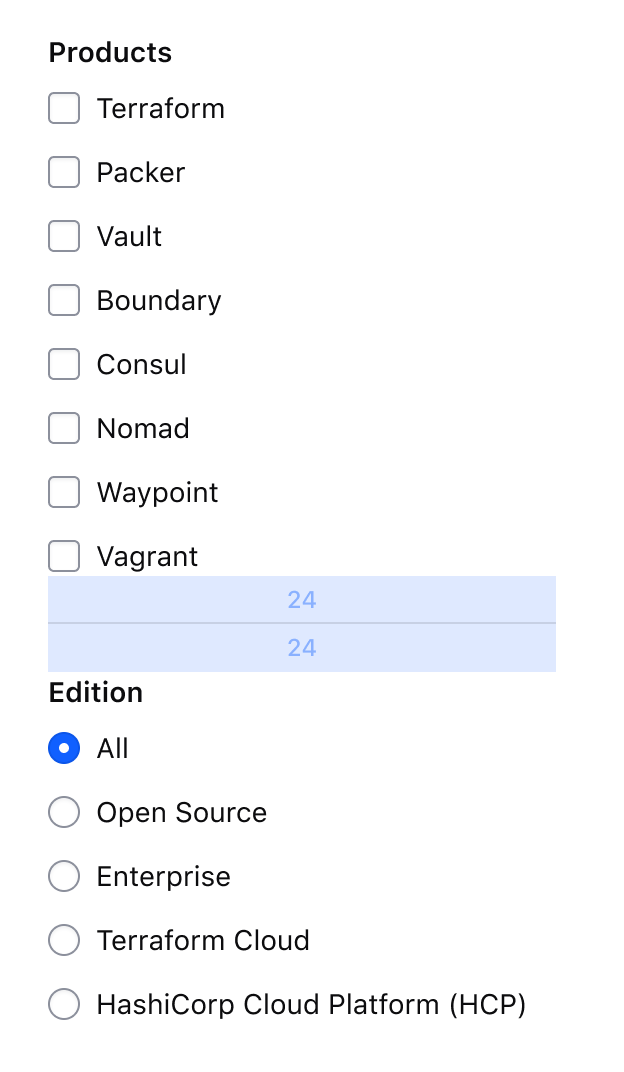 Products
Terraform
Packer
Vault
Boundary
Consul
Nomad
Waypoint
Vagrant
24
24
Edition
All
Open Source
Enterprise
Terraform Cloud
HashiCorp Cloud Platform (HCP)